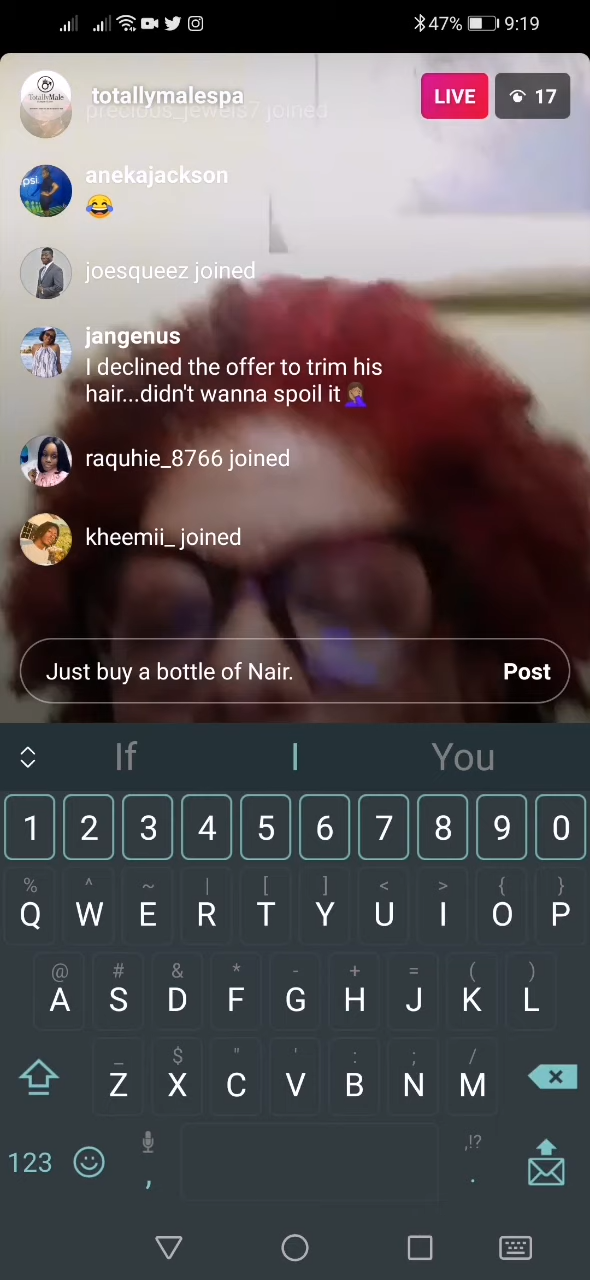 47% 9:19
totallymalespa LIVE 17
precious_jewels7 joined
TotallyMale
psi
anekajackson
😂
joesqueez joined
jangenus
I declined the offer to trim his
hair...didn't wanna spoil it🤦🏽‍♀️
raquhie_8766 joined
kheemii_ joined
Just buy a bottle of Nair. Post
If I You
1 2 3 4 5 6 7 8 9 0
% ^ ~ | [ ] < > { }
Q W E R T Y U I O P
@ # & * - + = ( )
A S D F G H J K L
_ $ " ' : ; /
Z X C V B N M
,!?
123 , .